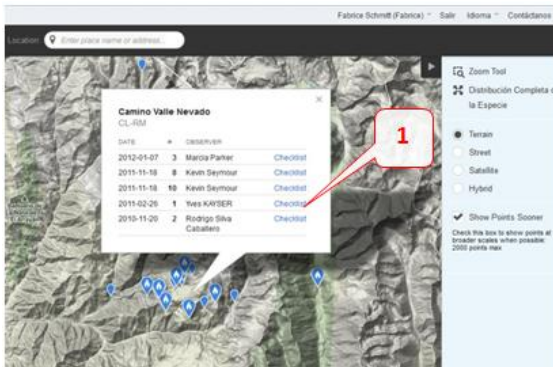 Fabrice Schmitt (Fabrice) Salir Idioma Contáctanos
Location Enter place name or address...
Camino Valle Nevado
CL-RM
DATE # OBSERVER
2012-01-07 3 Marcia Parker Checklist
2011-11-18 8 Kevin Seymour Checklist
2011-11-18 10 Kevin Seymour Checklist
2011-02-26 1 Yves KAYSER Checklist
2010-11-20 2 Rodrigo Silva Caballero Checklist
1
Zoom Tool
Distribución Completa d
la Especie
Terrain
Street
Satellite
Hybrid
Show Points Sooner
Check this box to show points at
broader scales when possible:
2000 points max